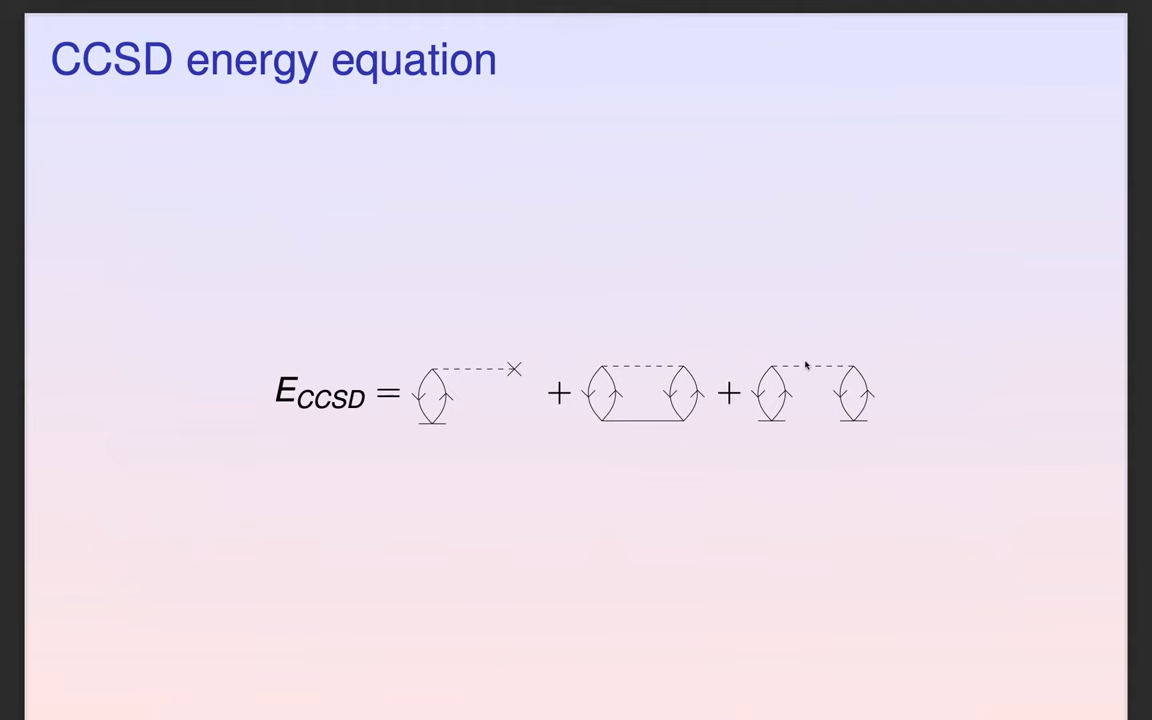 CCSD energy equation
E_CCSD = + +